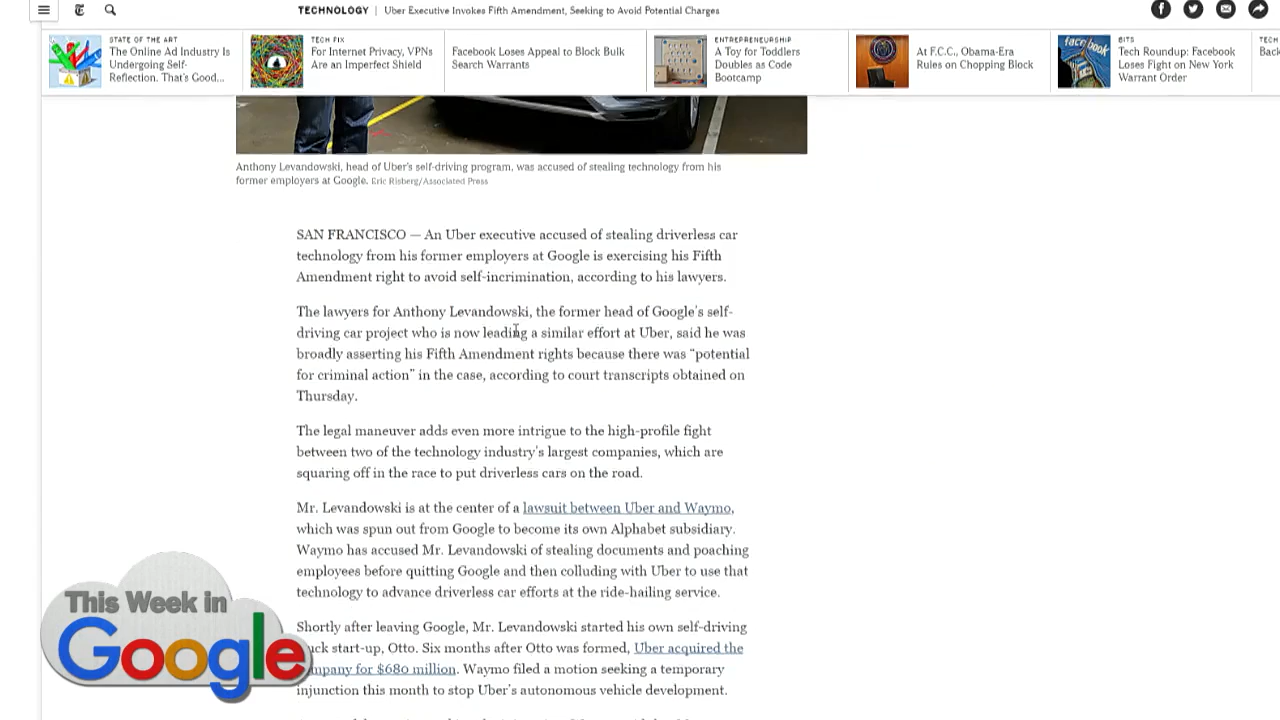 TECHNOLOGY | Uber Executive Invokes Fifth Amendment, Seeking to Avoid Potential Charges
STATE OF THE ART
The Online Ad Industry Is
Undergoing Self-
Reflection. That's Good...
TECH FIX
For Internet Privacy, VPNs
Are an Imperfect Shield
Facebook Loses Appeal to Block Bulk
Search Warrants
ENTREPRENEURSHIP
A Toy for Toddlers
Doubles as Code
Bootcamp
At F.C.C., Obama-Era
Rules on Chopping Block
facebook
BITS
Tech Roundup: Facebook
Loses Fight on New York
Warrant Order
TECH
Back
Anthony Levandowski, head of Uber's self-driving program, was accused of stealing technology from his
former employers at Google. Eric Risberg/Associated Press
SAN FRANCISCO — An Uber executive accused of stealing driverless car
technology from his former employers at Google is exercising his Fifth
Amendment right to avoid self-incrimination, according to his lawyers.
The lawyers for Anthony Levandowski, the former head of Google's self-
driving car project who is now leading a similar effort at Uber, said he was
broadly asserting his Fifth Amendment rights because there was “potential
for criminal action” in the case, according to court transcripts obtained on
Thursday.
The legal maneuver adds even more intrigue to the high-profile fight
between two of the technology industry's largest companies, which are
squaring off in the race to put driverless cars on the road.
Mr. Levandowski is at the center of a lawsuit between Uber and Waymo,
which was spun out from Google to become its own Alphabet subsidiary.
Waymo has accused Mr. Levandowski of stealing documents and poaching
employees before quitting Google and then colluding with Uber to use that
technology to advance driverless car efforts at the ride-hailing service.
Shortly after leaving Google, Mr. Levandowski started his own self-driving
uck start-up, Otto. Six months after Otto was formed, Uber acquired the
mpany for $680 million. Waymo filed a motion seeking a temporary
injunction this month to stop Uber's autonomous vehicle development.
This Week in
Google